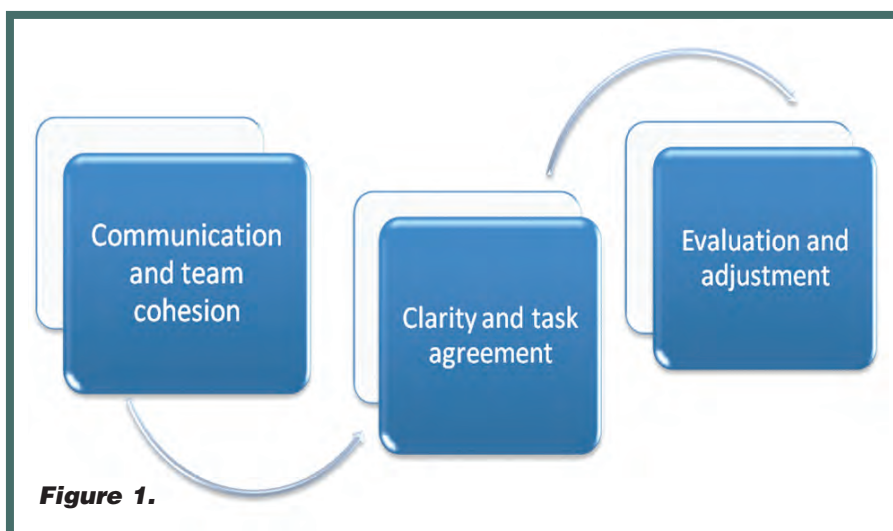 Communication
and team
cohesion
Clarity and task
agreement
Evaluation and
adjustment
Figure 1.